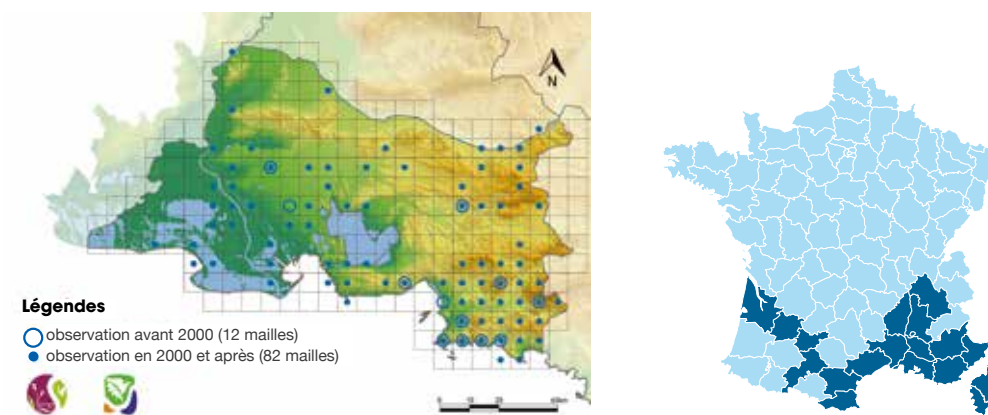 N
Légendes
observation avant 2000 (12 mailles)
observation en 2000 et après (82 mailles)